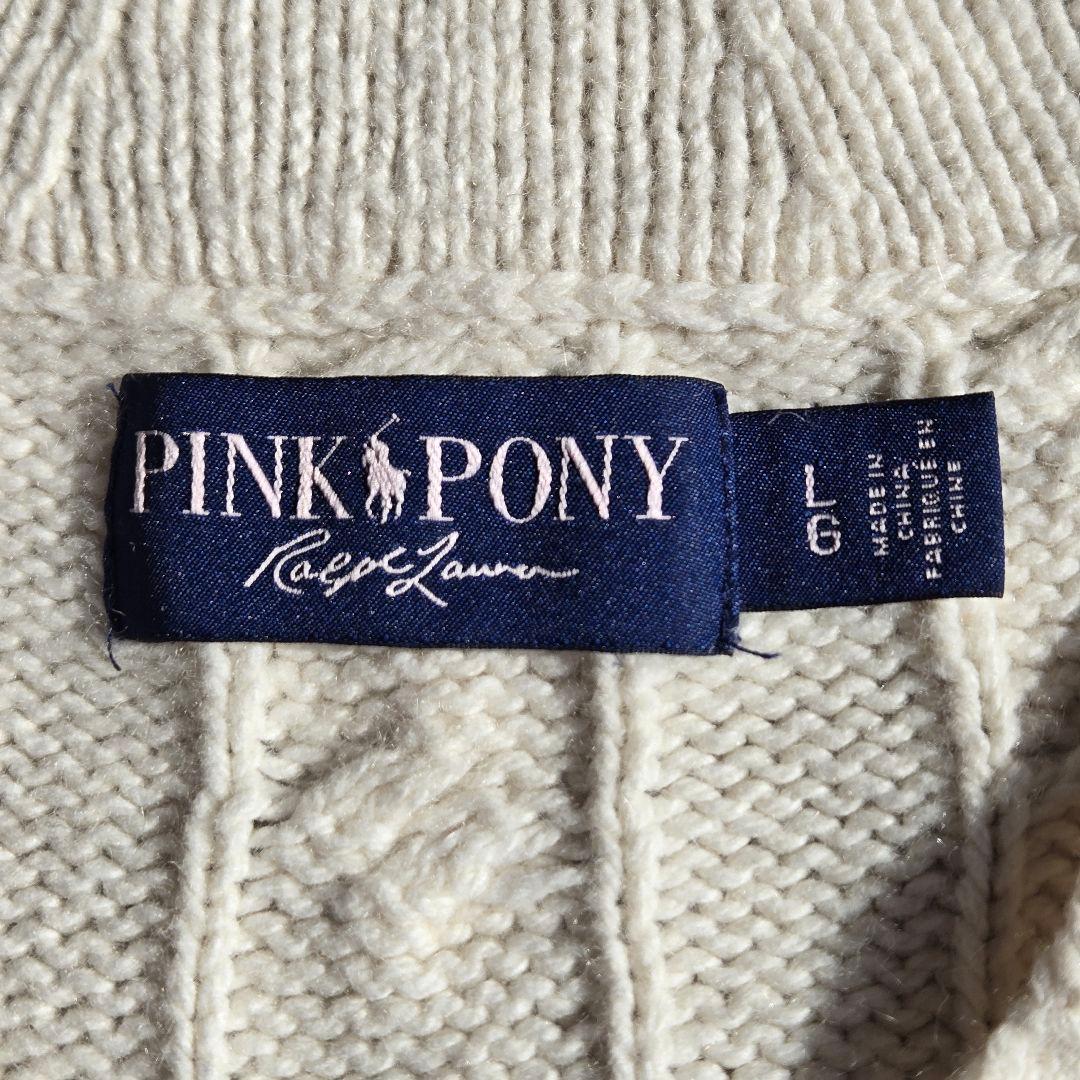 PINK PONY
Ralph Lauren
L
G
MADE IN
CHINA
FABRIQUÉ EN
CHINE